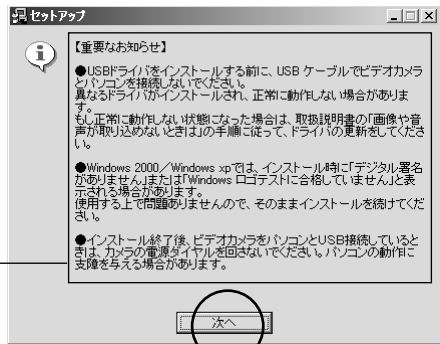 セットアップ
【重要なお知らせ】
●USBドライバをインストールする前に、USB ケーブルでビデオカメラ
とパソコンを接続しないでください。
異なるドライバがインストールされ、正常に動作しない場合がありま
す。
もし正常に動作しない状態になった場合は、取扱説明書の「画像や音
声が取り込めないときは」の手順に従って、ドライバの更新をしてくださ
い。
●Windows 2000／Windows xpでは、インストール時に「デジタル署名
がありません」または「Windows ロゴテストに合格していません」と表
示される場合があります。
使用する上で問題ありませんので、そのままインストールを続けてくだ
さい。
●インストール終了後、ビデオカメラをパソコンとUSB接続していると
きは、カメラの電源ダイヤルを回さないでください。パソコンの動作に
支障を与える場合があります。
次へ